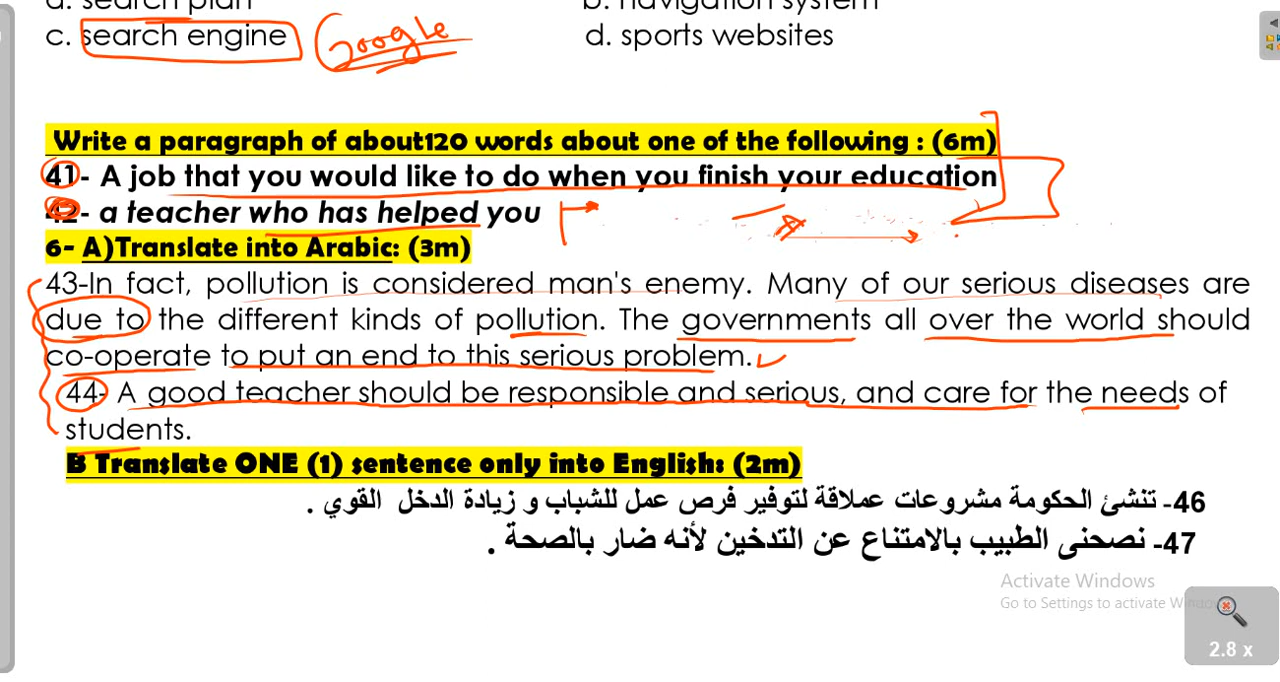 a. search plan b. navigation system
c. search engine Google d. sports websites
Write a paragraph of about120 words about one of the following : (6m)
41- A job that you would like to do when you finish your education
42- a teacher who has helped you
6- A)Translate into Arabic: (3m)
43-In fact, pollution is considered man's enemy. Many of our serious diseases are
due to the different kinds of pollution. The governments all over the world should
co-operate to put an end to this serious problem.
44- A good teacher should be responsible and serious, and care for the needs of
students.
B Translate ONE (1) sentence only into English: (2m)
46- تنشئ الحكومة مشروعات عملاقة لتوفير فرص عمل للشباب و زيادة الدخل القوي .
47- نصحنى الطبيب بالامتناع عن التدخين لأنه ضار بالصحة .
Activate Windows
Go to Settings to activate Windows
2.8 x